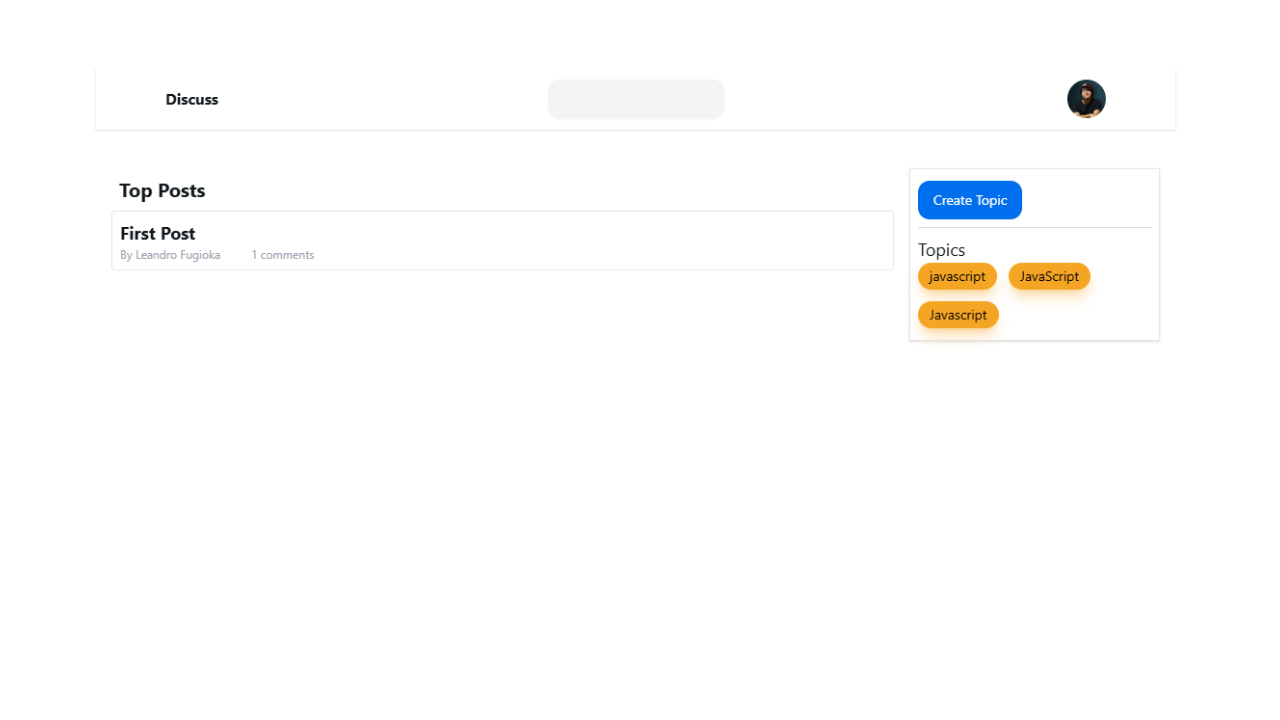 Discuss
Top Posts
First Post
By Leandro Fugioka 1 comments
Create Topic
Topics
javascript JavaScript
Javascript